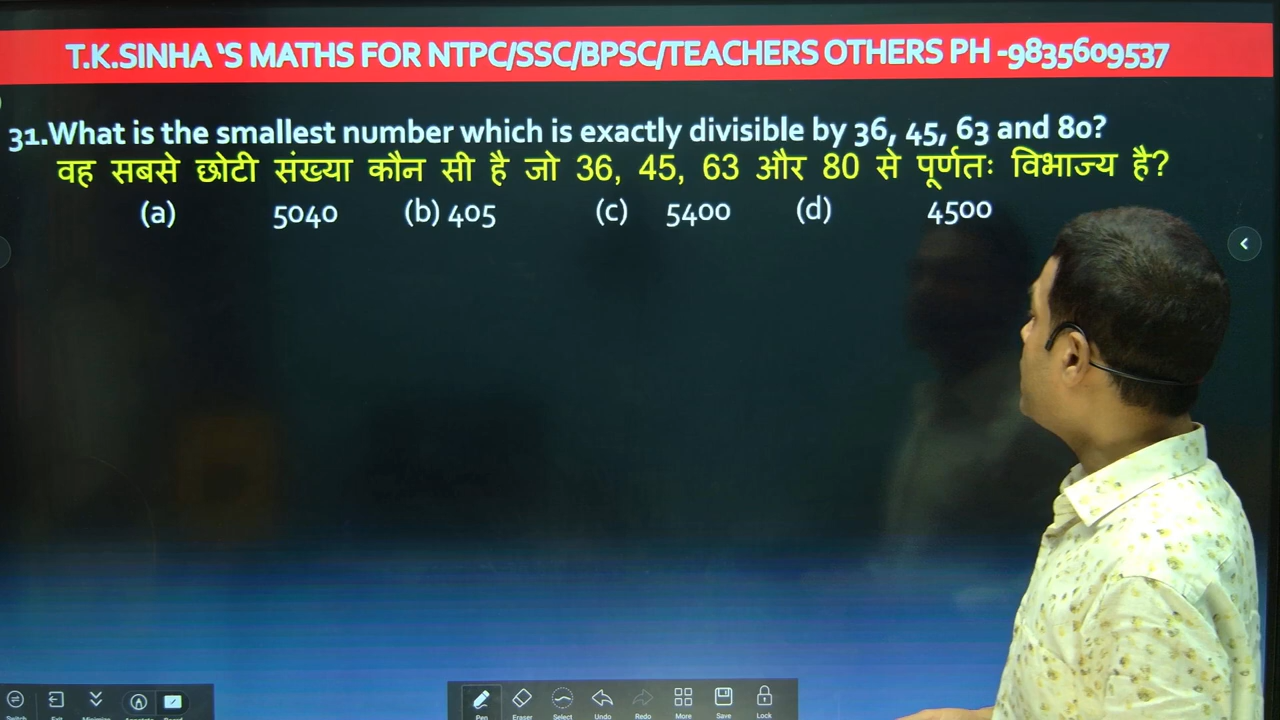 T.K.SINHA 'S MATHS FOR NTPC/SSC/BPSC/TEACHERS OTHERS PH -9835609537
31.What is the smallest number which is exactly divisible by 36, 45, 63 and 80?
वह सबसे छोटी संख्या कौन सी है जो 36, 45, 63 और 80 से पूर्णतः विभाज्य है?
(a) 5040 (b) 405 (c) 5400 (d) 4500
Pen Eraser Select Undo Redo More Save Lock